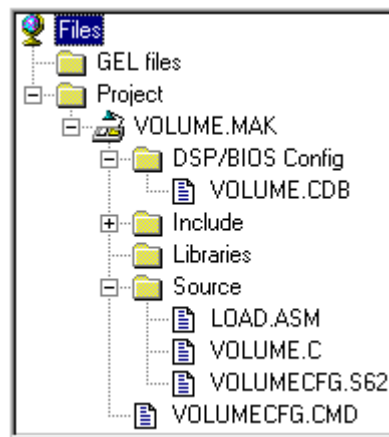 Files
GEL files
Project
VOLUME.MAK
DSP/BIOS Config
VOLUME.CDB
Include
Libraries
Source
LOAD.ASM
VOLUME.C
VOLUMECFG.S62
VOLUMECFG.CMD